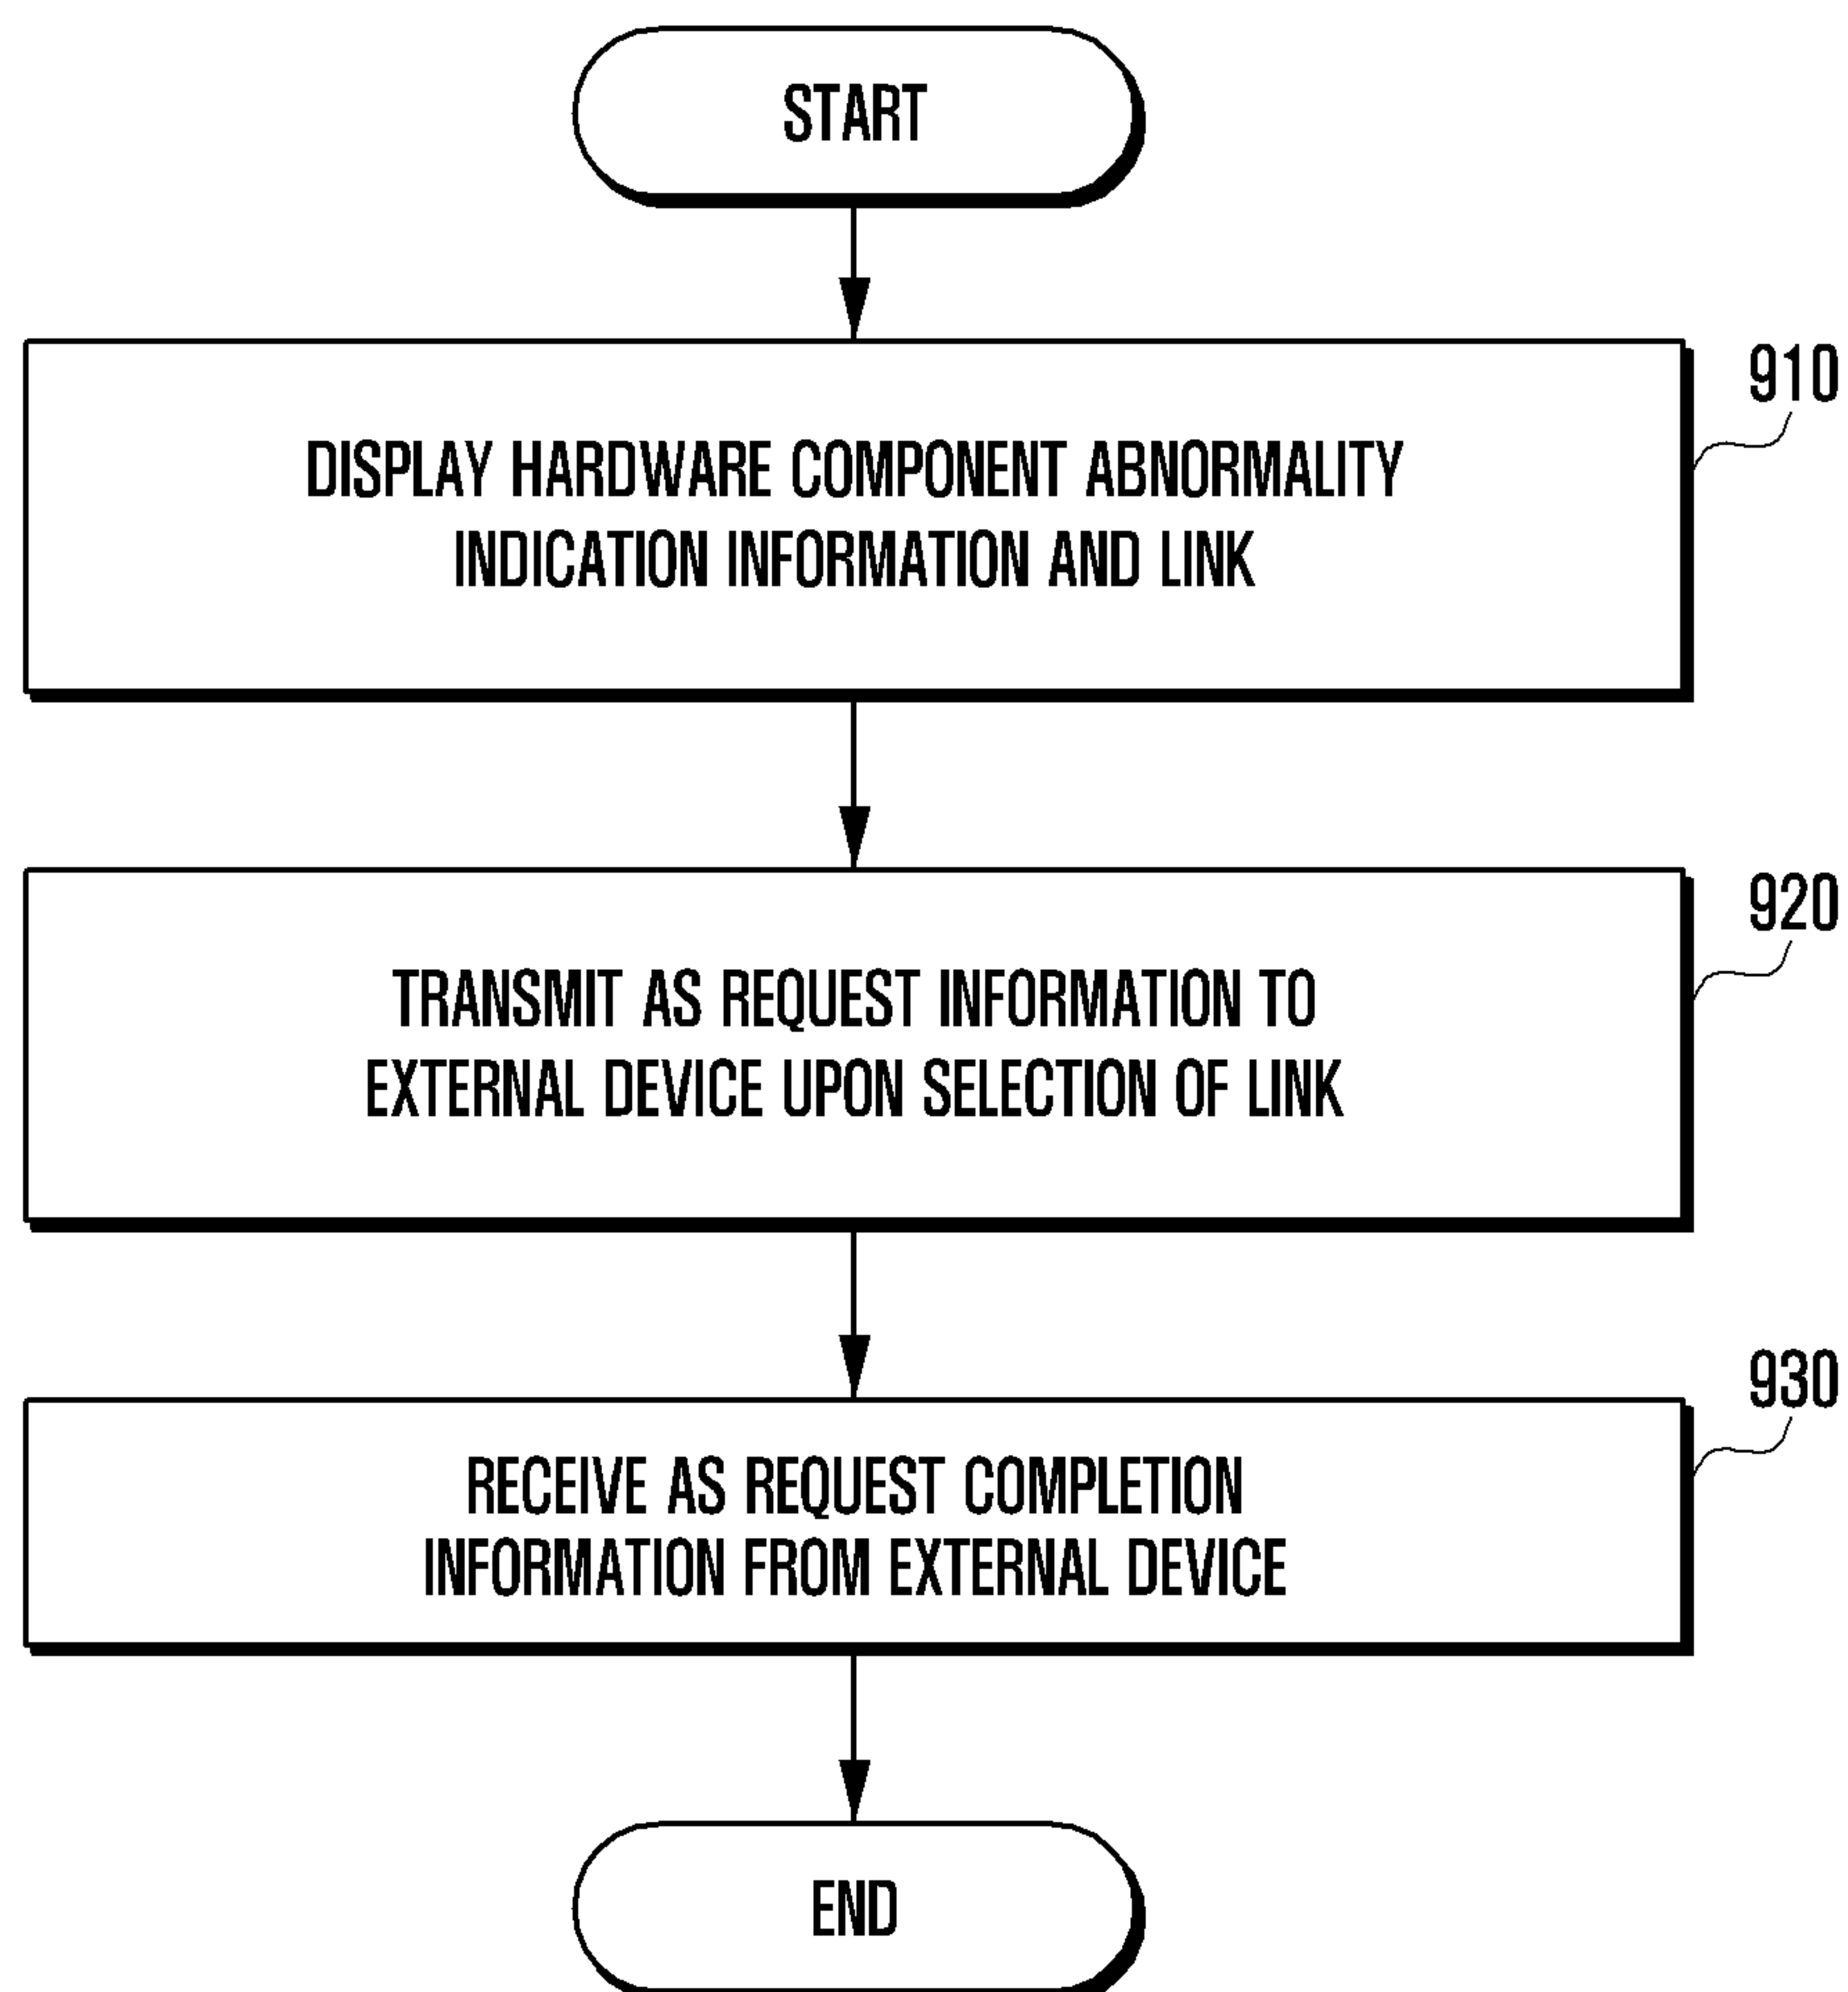 START
910
DISPLAY HARDWARE COMPONENT ABNORMALITY
INDICATION INFORMATION AND LINK
920
TRANSMIT AS REQUEST INFORMATION TO
EXTERNAL DEVICE UPON SELECTION OF LINK
930
RECEIVE AS REQUEST COMPLETION
INFORMATION FROM EXTERNAL DEVICE
END